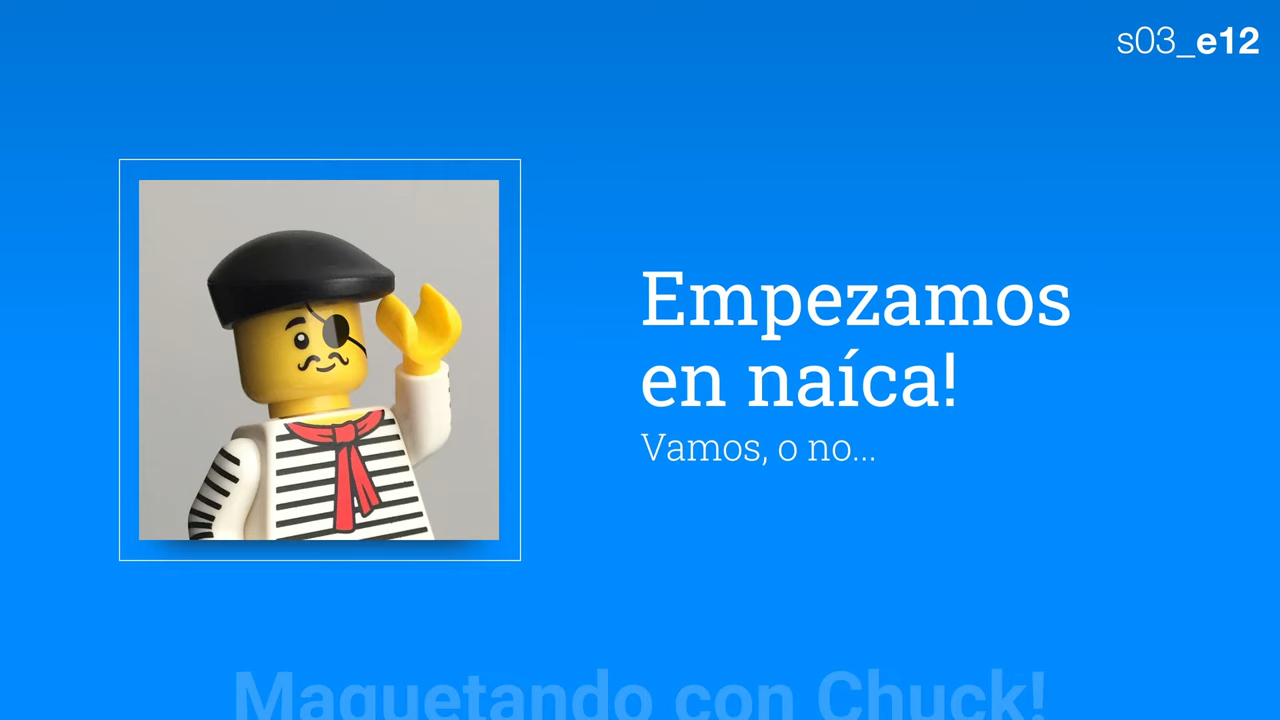 s03_e12
Empezamos
en naíca!
Vamos, o no...
Maquetando con Chuck!